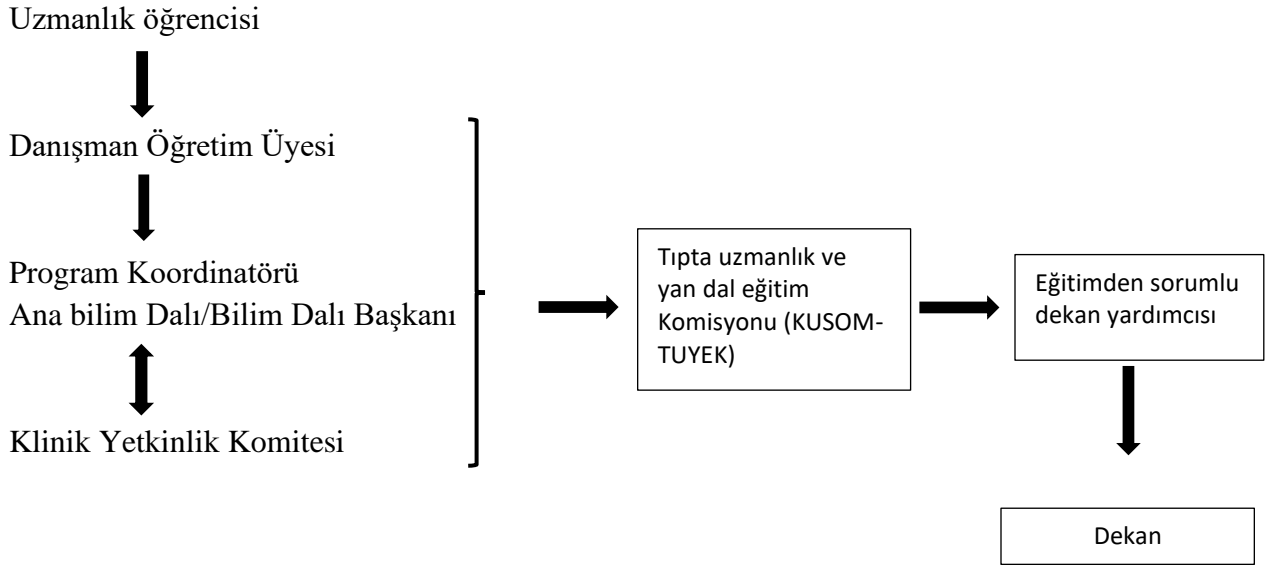 Uzmanlık öğrencisi
Danışman Öğretim Üyesi
Program Koordinatörü
Ana bilim Dalı/Bilim Dalı Başkanı
Klinik Yetkinlik Komitesi
Tıpta uzmanlık ve
yan dal eğitim
Komisyonu (KUSOM-
TUYEK)
Eğitimden sorumlu
dekan yardımcısı
Dekan